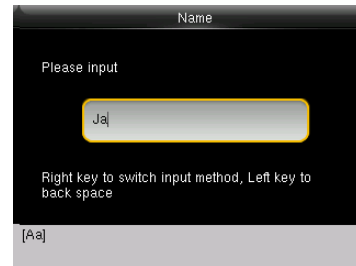 Name
Please input
Ja
Right key to switch input method, Left key to
back space
[Aa]